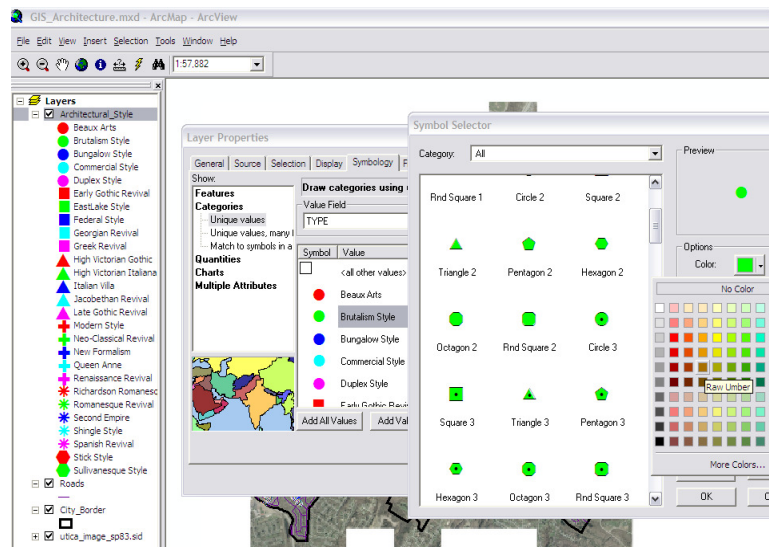 GIS_Architecture.mxd - ArcMap - ArcView
File Edit View Insert Selection Tools Window Help
1:57,882
Layers
Architectural_Style
Beaux Arts
Brutalism Style
Bungalow Style
Commercial Style
Duplex Style
Early Gothic Revival
EastLake Style
Federal Style
Georgian Revival
Greek Revival
High Victorian Gothic
High Victorian Italiana
Italian Villa
Jacobethan Revival
Late Gothic Revival
Modern Style
Neo-Classical Revival
New Formalism
Queen Anne
Renaissance Revival
Richardson Romanesc
Romanesque Revival
Second Empire
Shingle Style
Spanish Revival
Stick Style
Sullivanesque Style
Roads
City_Border
utica_image_sp83.sid
Layer Properties
General Source Selection Display Symbology F
Show:
Features
Categories
Unique values
Unique values, many
Match to symbols in a
Quantities
Charts
Multiple Attributes
Draw categories using
Value Field
TYPE
Symbol Value
<all other values>
Beaux Arts
Brutalism Style
Bungalow Style
Commercial Style
Duplex Style
Early Gothic Revi
Add All Values Add Val
Symbol Selector
Category: All
Rnd Square 1 Circle 2 Square 2
Triangle 2 Pentagon 2 Hexagon 2
Octagon 2 Rnd Square 2 Circle 3
Square 3 Triangle 3 Pentagon 3
Hexagon 3 Octagon 3 Rnd Square 3
Preview
Options
Color:
No Color
Raw Umber
More Colors...
OK C